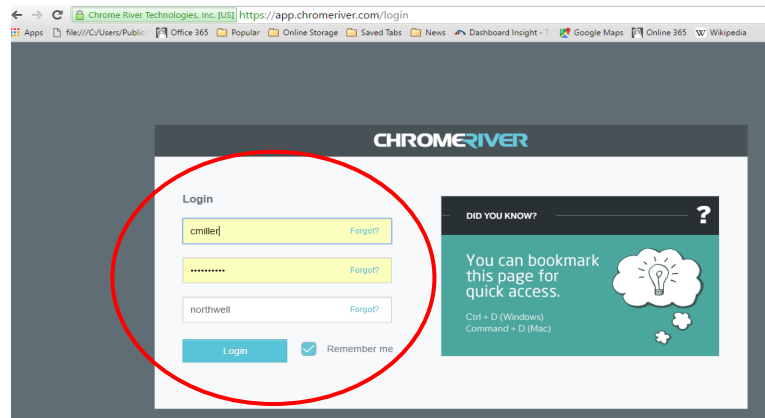 Chrome River Technologies, Inc. [US] https://app.chromeriver.com/login
Apps file:///C:/Users/Public Office 365 Popular Online Storage Saved Tabs News Dashboard Insight - T Google Maps Online 365 W Wikipedia
CHROMERIVER
Login
cmiller Forgot?
•••••••••• Forgot?
northwell Forgot?
Login Remember me
DID YOU KNOW? ?
You can bookmark
this page for
quick access.
Ctrl + D (Windows)
Command + D (Mac)